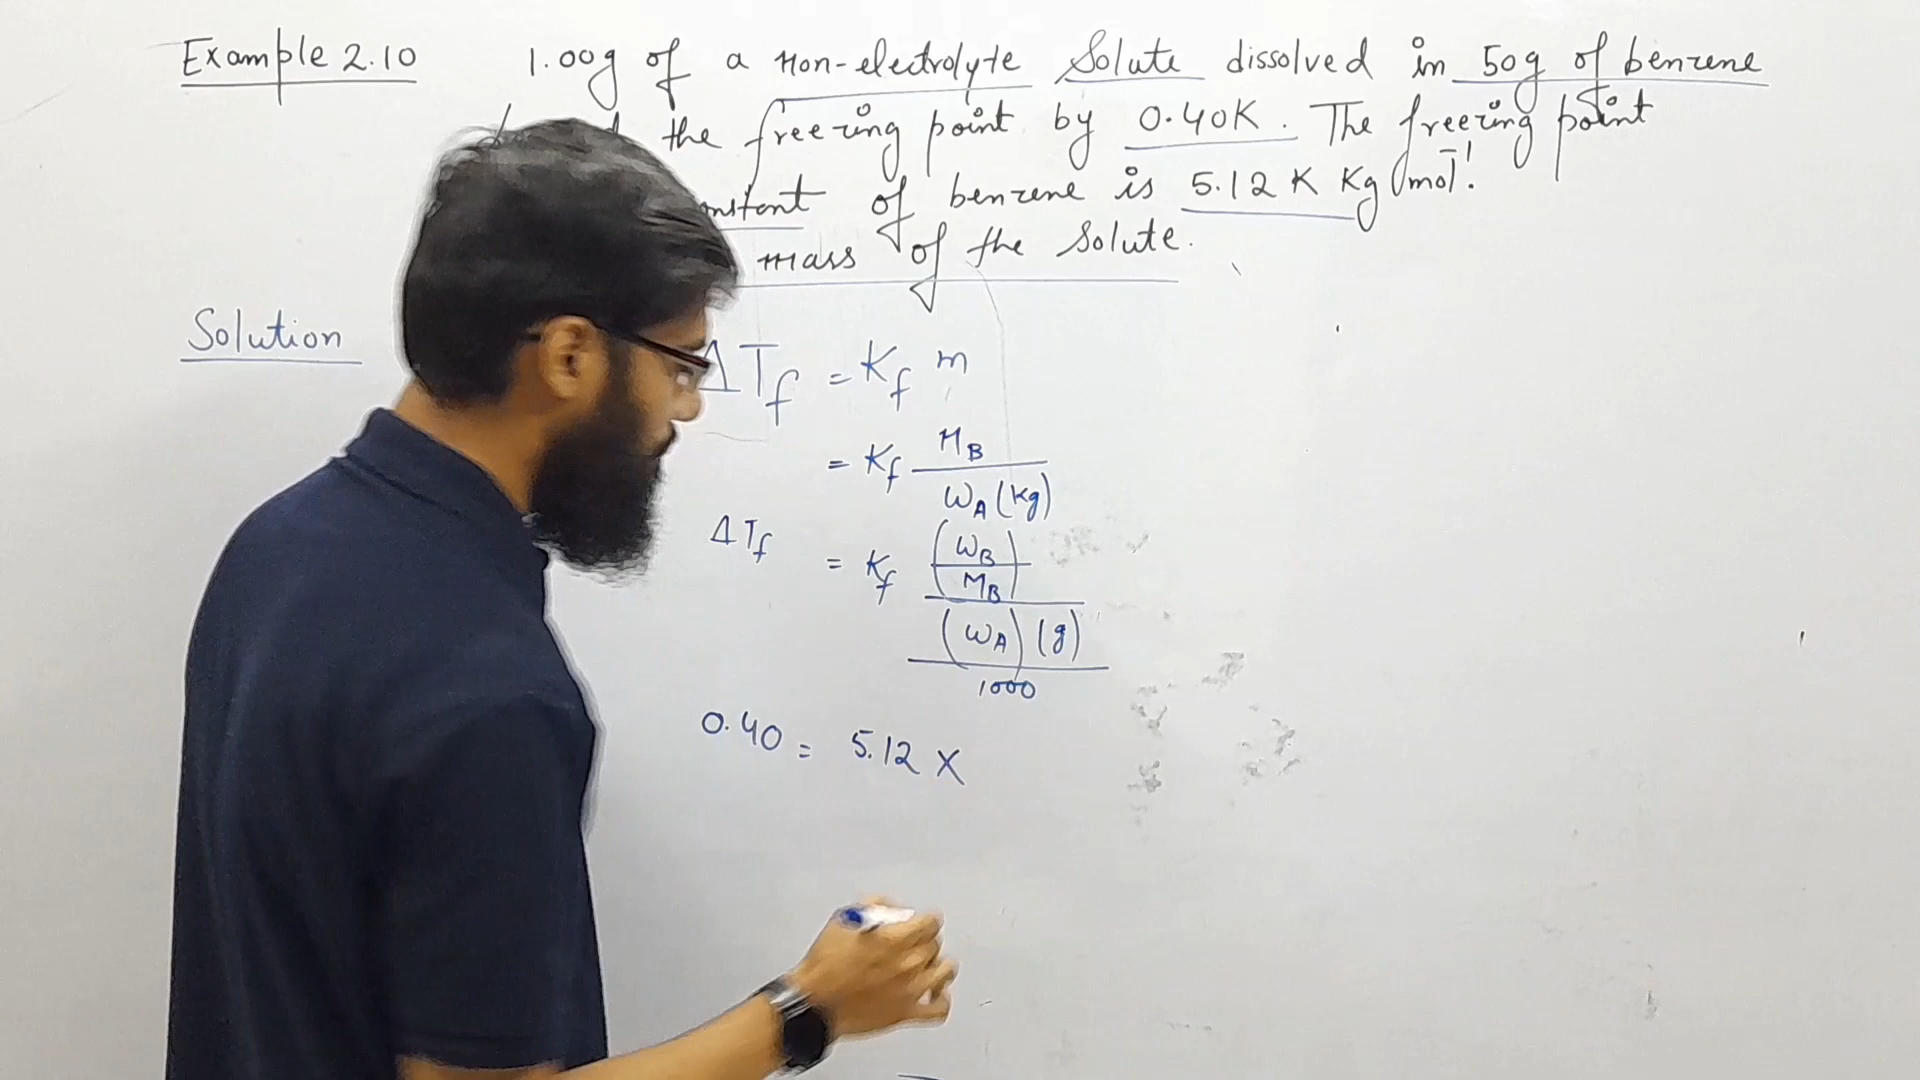 Example 2.10 1.00g of a non-electrolyte Solute dissolved in 50g of benzene
the freezing point by 0.40K. The freezing point
of benzene is 5.12 K Kg mol⁻¹.
mass of the Solute.
Solution
ΔTf = Kf m
= Kf nB / WA (kg)
ΔTf = Kf (WB / MB) / (WA) (g) / 1000
0.40 = 5.12 ×